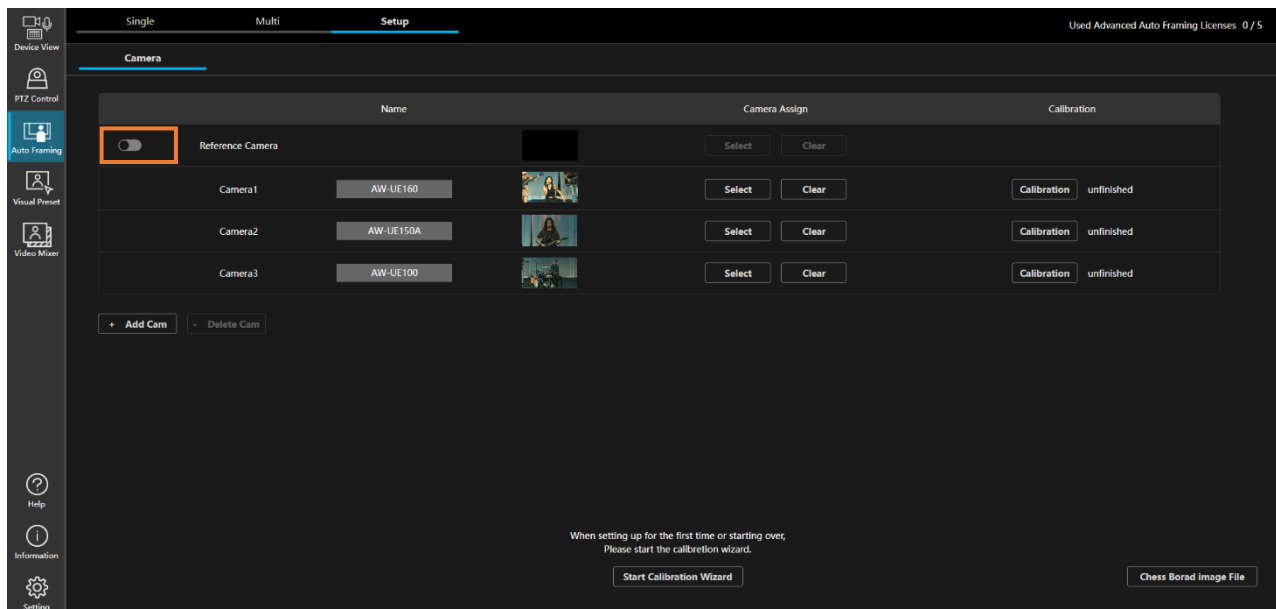 Single Multi Setup Used Advanced Auto Framing Licenses 0 / 5
Device View
Camera
PTZ Control
Name Camera Assign Calibration
Auto Framing
Reference Camera Select Clear
Visual Preset
Camera1 AW-UE160 Select Clear Calibration unfinished
Camera2 AW-UE150A Select Clear Calibration unfinished
Video Mixer
Camera3 AW-UE100 Select Clear Calibration unfinished
+ Add Cam - Delete Cam
Help
When setting up for the first time or starting over,
Please start the calibretion wizard.
Information
Start Calibration Wizard Chess Borad image File
Setting